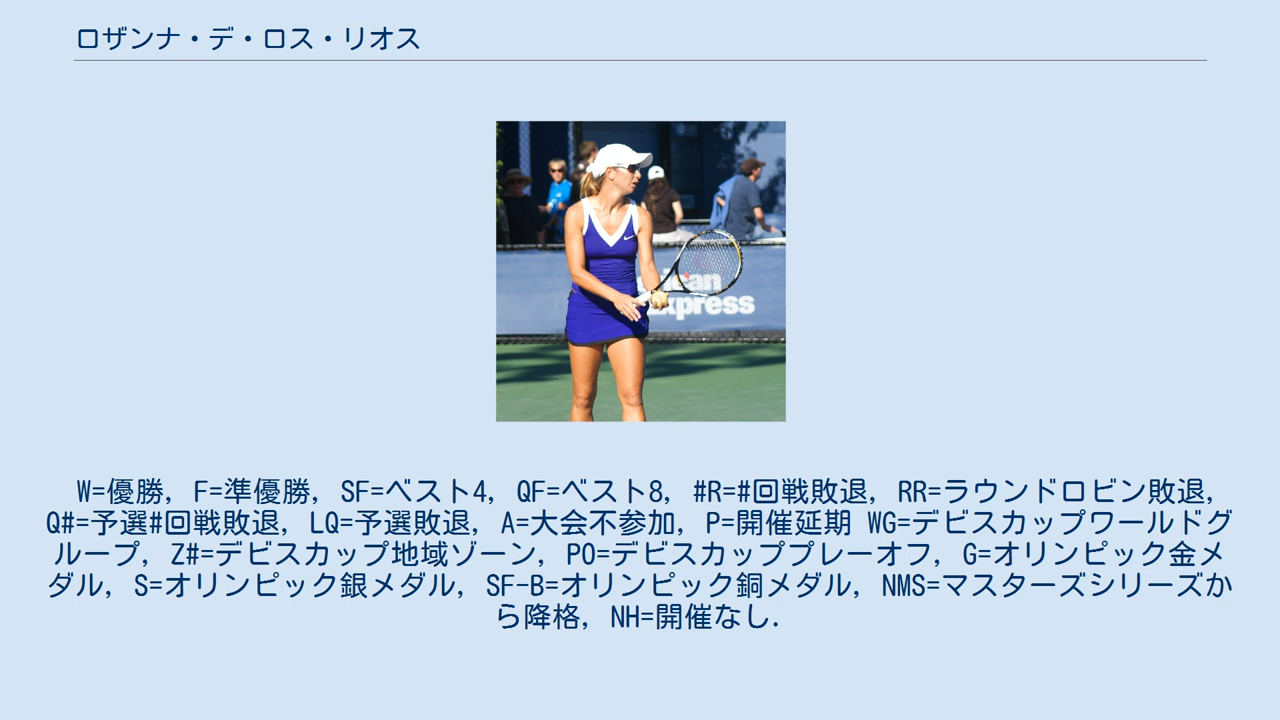 ロザンナ・デ・ロス・リオス
ican
xpress
W=優勝, F=準優勝, SF=ベスト4, QF=ベスト8, #R=#回戦敗退, RR=ラウンドロビン敗退,
Q#=予選#回戦敗退, LQ=予選敗退, A=大会不参加, P=開催延期 WG=デビスカップワールドグ
ループ, Z#=デビスカップ地域ゾーン, PO=デビスカッププレーオフ, G=オリンピック金メ
ダル, S=オリンピック銀メダル, SF-B=オリンピック銅メダル, NMS=マスターズシリーズか
ら降格, NH=開催なし.